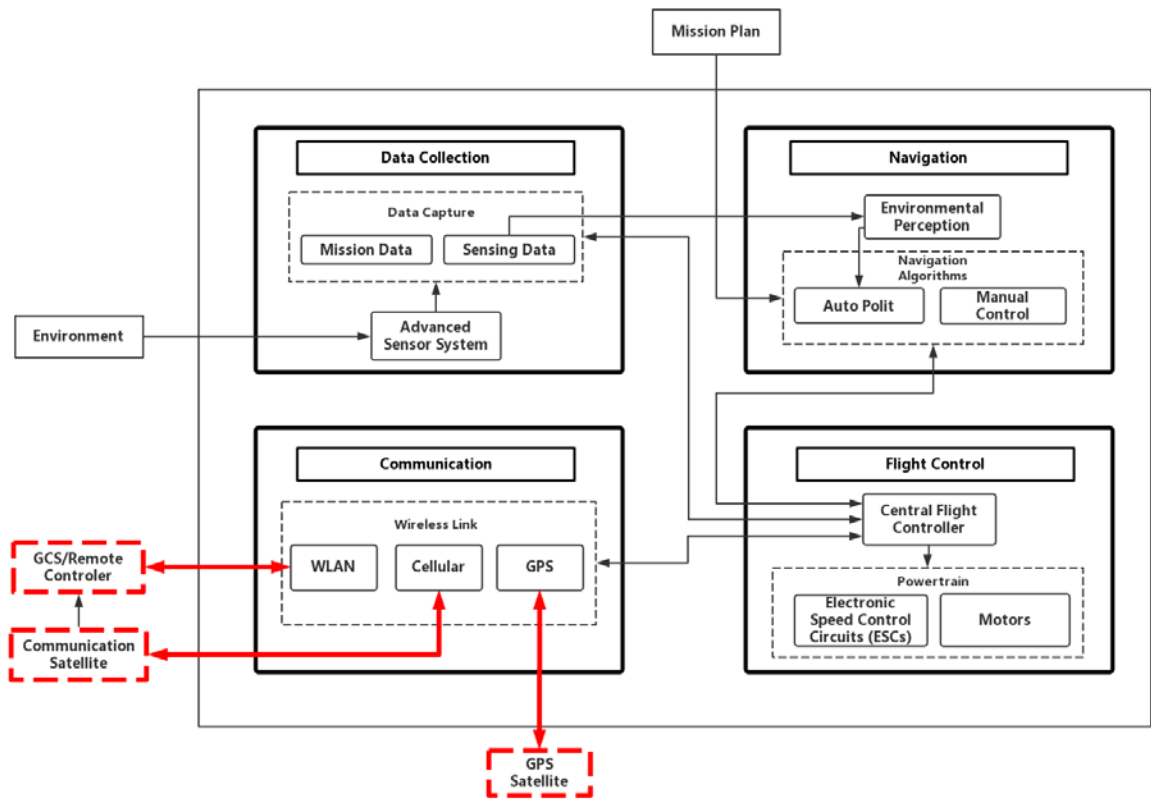 Mission Plan
Data Collection
Data Capture
Mission Data
Sensing Data
Advanced
Sensor System
Environment
Navigation
Environmental
Perception
Navigation
Algorithms
Auto Polit
Manual
Control
Communication
Wireless Link
WLAN
Cellular
GPS
GCS/Remote
Controler
Communication
Satellite
GPS
Satellite
Flight Control
Central Flight
Controller
Powertrain
Electronic
Speed Control
Circuits (ESCs)
Motors